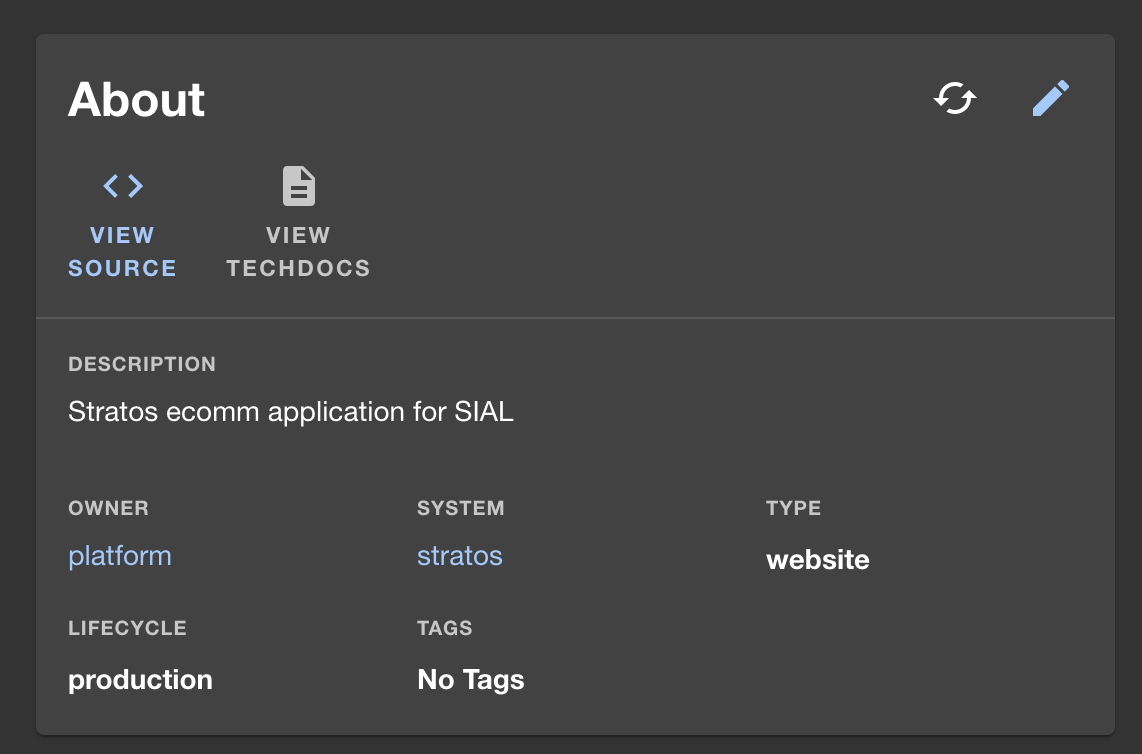 About
VIEW
SOURCE
VIEW
TECHDOCS
DESCRIPTION
Stratos ecomm application for SIAL
OWNER
platform
SYSTEM
stratos
TYPE
website
LIFECYCLE
production
TAGS
No Tags